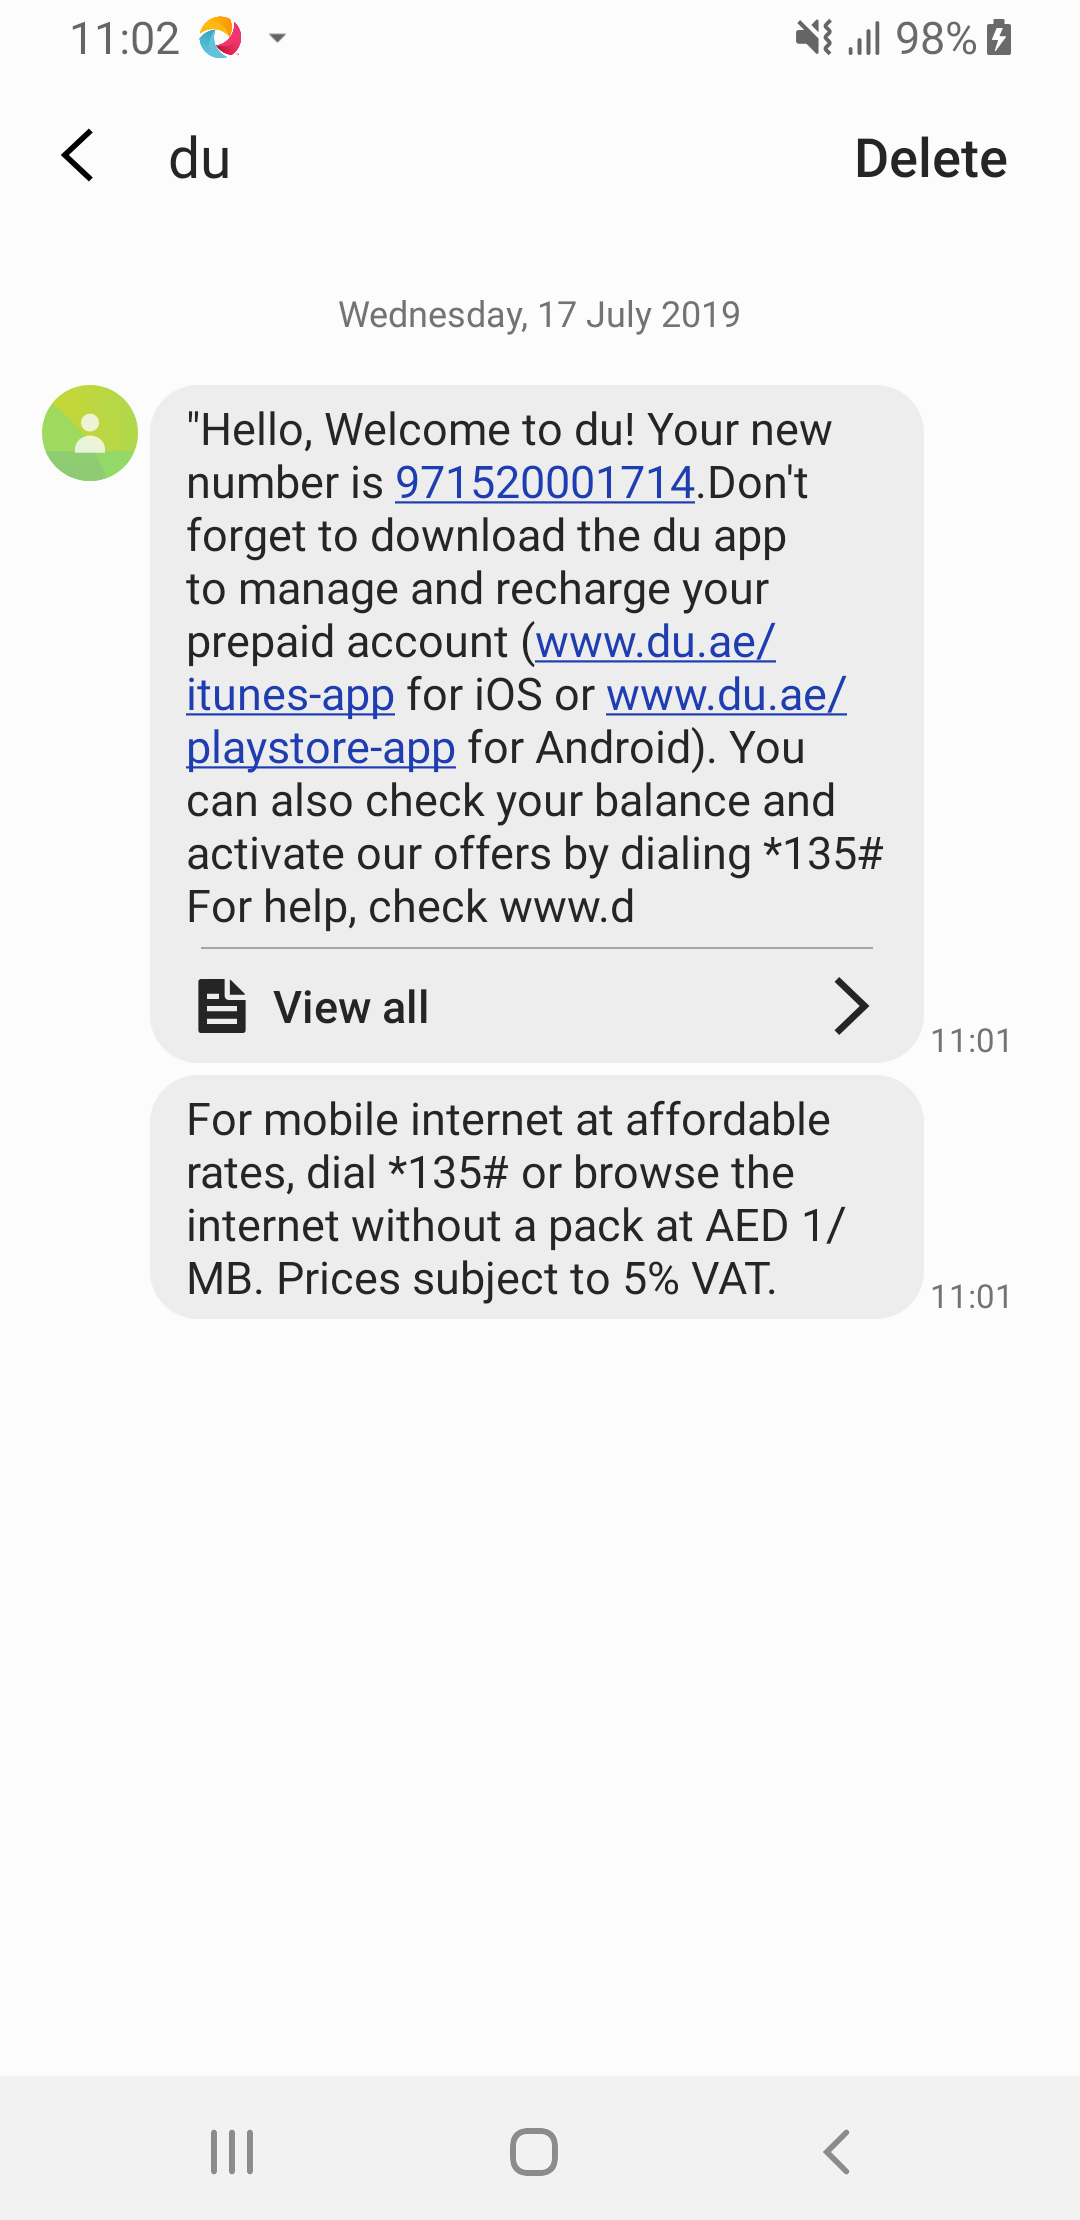 11:02
98%
du
Delete
Wednesday, 17 July 2019
"Hello, Welcome to du! Your new
number is 971520001714.Don't
forget to download the du app
to manage and recharge your
prepaid account (www.du.ae/
itunes-app for iOS or www.du.ae/
playstore-app for Android). You
can also check your balance and
activate our offers by dialing *135#
For help, check www.d
View all
11:01
For mobile internet at affordable
rates, dial *135# or browse the
internet without a pack at AED 1/
MB. Prices subject to 5% VAT.
11:01